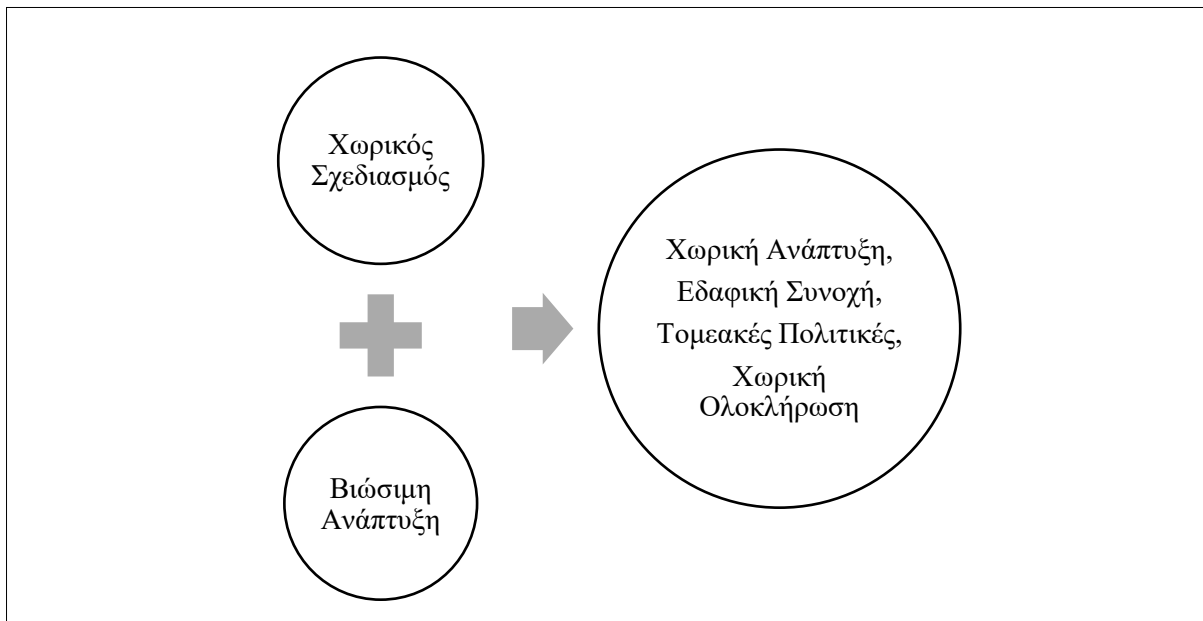 Χωρικός
Σχεδιασμός
Βιώσιμη
Ανάπτυξη
Χωρική Ανάπτυξη,
Εδαφική Συνοχή,
Τομεακές Πολιτικές,
Χωρική
Ολοκλήρωση